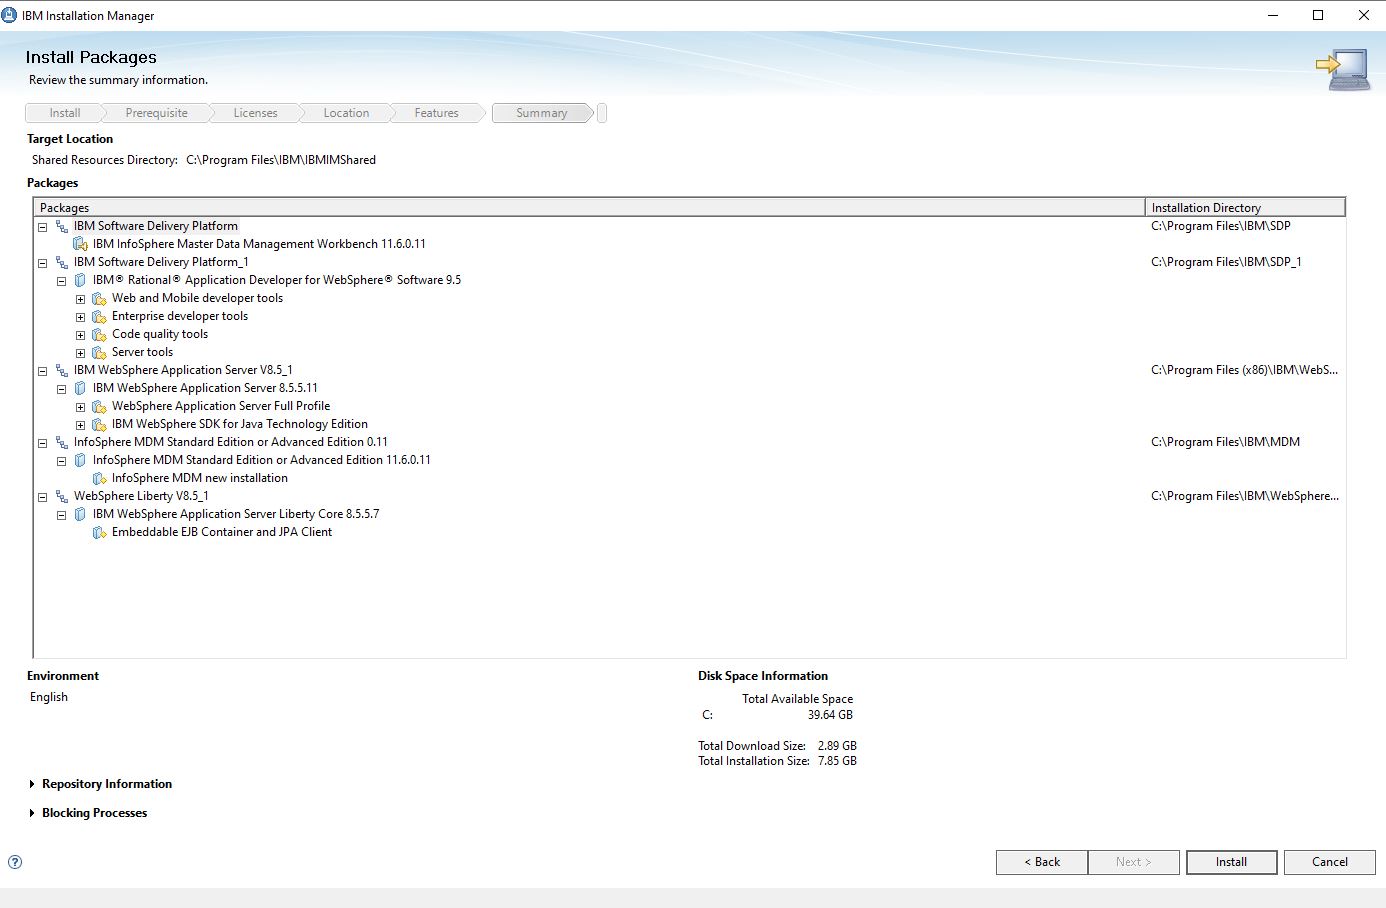 IBM Installation Manager
Install Packages
Review the summary information.
Install Prerequisite Licenses Location Features Summary
Target Location
Shared Resources Directory: C:\Program Files\IBM\IBMIMShared
Packages
Packages Installation Directory
IBM Software Delivery Platform C:\Program Files\IBM\SDP
IBM InfoSphere Master Data Management Workbench 11.6.0.11
IBM Software Delivery Platform_1 C:\Program Files\IBM\SDP_1
IBM® Rational® Application Developer for WebSphere® Software 9.5
Web and Mobile developer tools
Enterprise developer tools
Code quality tools
Server tools
IBM WebSphere Application Server V8.5_1 C:\Program Files (x86)\IBM\WebS...
IBM WebSphere Application Server 8.5.5.11
WebSphere Application Server Full Profile
IBM WebSphere SDK for Java Technology Edition
InfoSphere MDM Standard Edition or Advanced Edition 0.11 C:\Program Files\IBM\MDM
InfoSphere MDM Standard Edition or Advanced Edition 11.6.0.11
InfoSphere MDM new installation
WebSphere Liberty V8.5_1 C:\Program Files\IBM\WebSphere...
IBM WebSphere Application Server Liberty Core 8.5.5.7
Embeddable EJB Container and JPA Client
Environment Disk Space Information
English
Total Available Space
C: 39.64 GB
Total Download Size: 2.89 GB
Total Installation Size: 7.85 GB
Repository Information
Blocking Processes
? < Back Next > Install Cancel